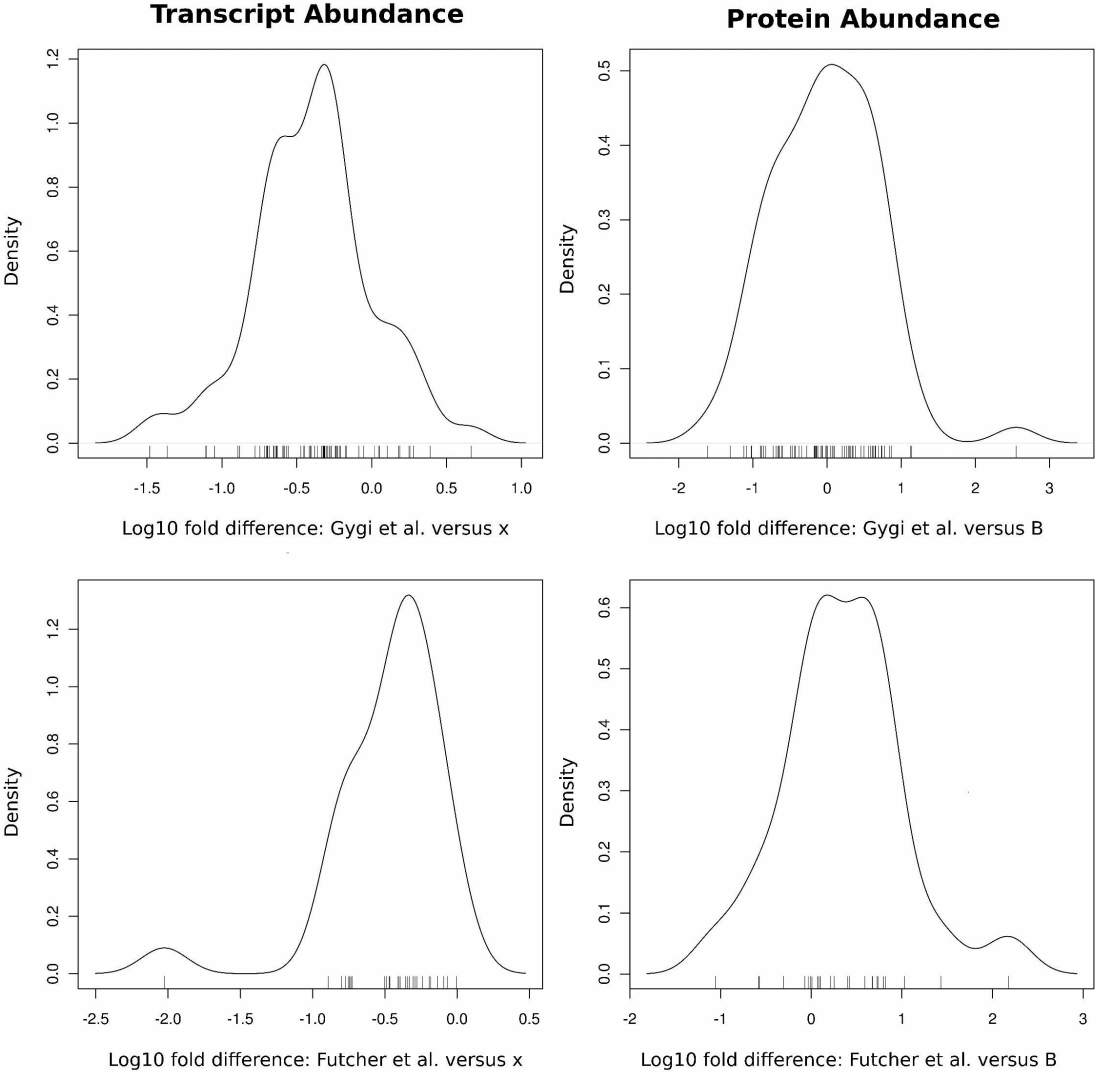 Transcript Abundance
Protein Abundance
Density
1.2
1.0
0.8
0.6
0.4
0.2
0.0
-1.5 -1.0 -0.5 0.0 0.5 1.0
Log10 fold difference: Gygi et al. versus x
Density
0.5
0.4
0.3
0.2
0.1
0.0
-2 -1 0 1 2 3
Log10 fold difference: Gygi et al. versus B
Density
1.2
1.0
0.8
0.6
0.4
0.2
0.0
-2.5 -2.0 -1.5 -1.0 -0.5 0.0 0.5
Log10 fold difference: Futcher et al. versus x
Density
0.6
0.5
0.4
0.3
0.2
0.1
0.0
-2 -1 0 1 2 3
Log10 fold difference: Futcher et al. versus B